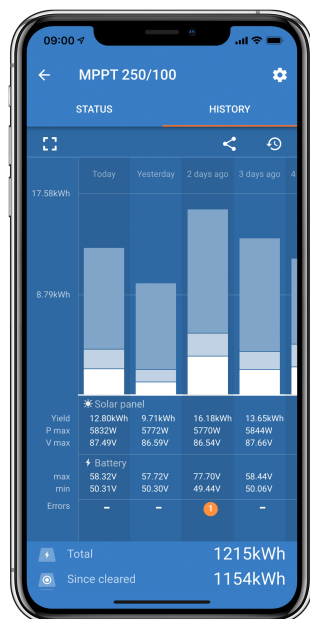 09:00
MPPT 250/100
STATUS HISTORY
Today Yesterday 2 days ago 3 days ago 4
17.58kWh
8.79kWh
Solar panel
Yield 12.80kWh 9.71kWh 16.18kWh 13.65kWh
P max 5832W 5772W 5770W 5844W
V max 87.49V 86.59V 86.54V 87.66V
Battery
max 58.32V 57.72V 77.70V 58.44V
min 50.31V 50.30V 49.44V 50.06V
Errors – – 1 –
Total 1215kWh
Since cleared 1154kWh